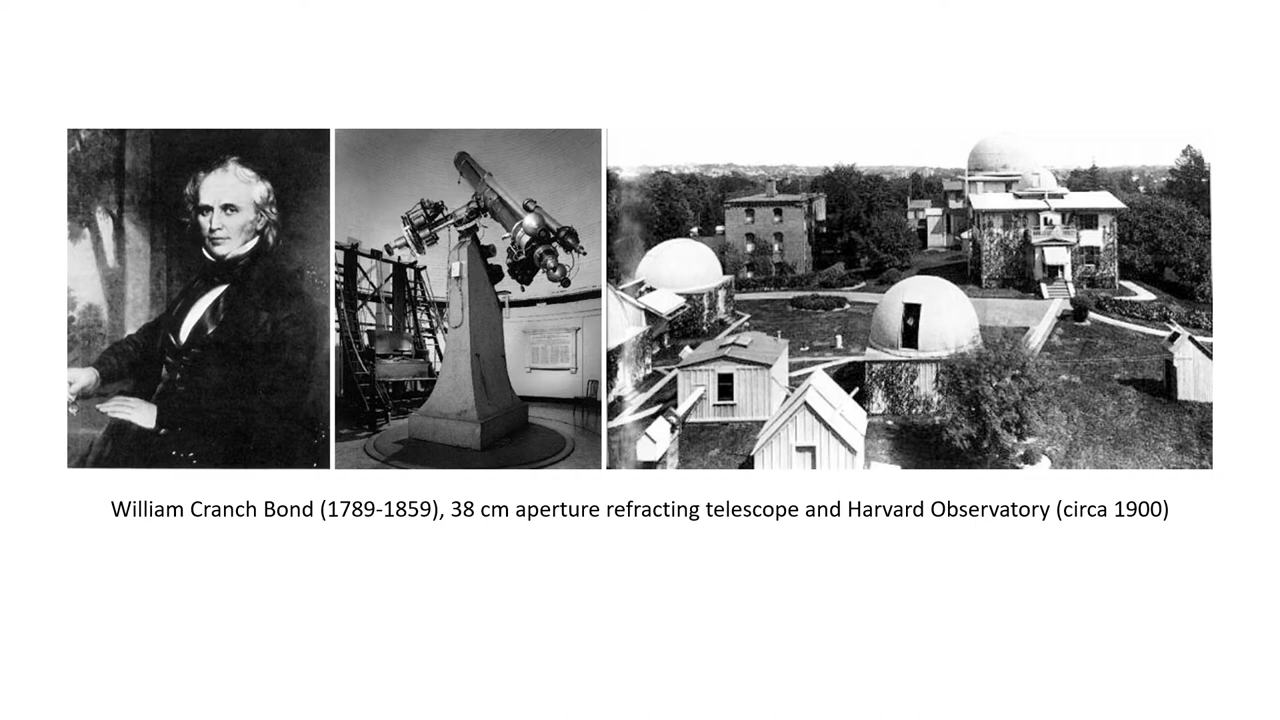 William Cranch Bond (1789-1859), 38 cm aperture refracting telescope and Harvard Observatory (circa 1900)